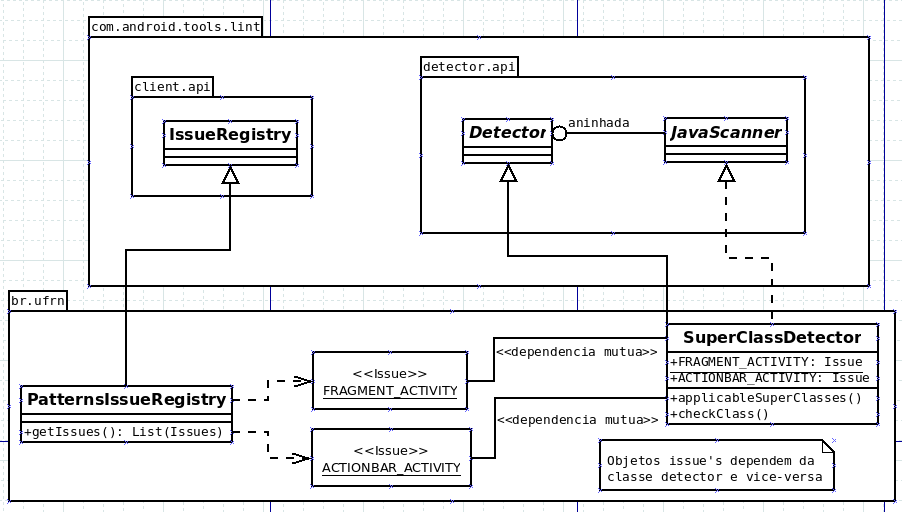 com.android.tools.lint
client.api
IssueRegistry
detector.api
Detector
aninhada
JavaScanner
br.ufrn
PatternsIssueRegistry
+getIssues(): List(Issues)
<<Issue>>
FRAGMENT_ACTIVITY
<<Issue>>
ACTIONBAR_ACTIVITY
<<dependencia mutua>>
<<dependencia mutua>>
SuperClassDetector
+FRAGMENT_ACTIVITY: Issue
+ACTIONBAR_ACTIVITY: Issue
+applicableSuperClasses()
+checkClass()
Objetos issue's dependem da
classe detector e vice-versa